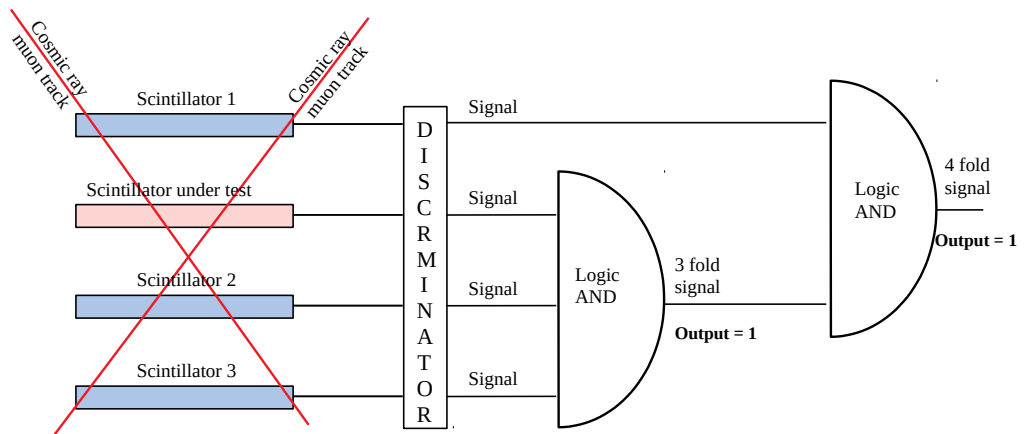 Cosmic ray
muon track
Cosmic ray
muon track
Scintillator 1
Signal
Scintillator under test
Signal
Scintillator 2
Signal
Scintillator 3
Signal
D
I
S
C
R
M
I
N
A
T
O
R
Logic
AND
3 fold
signal
Output = 1
Logic
AND
4 fold
signal
Output = 1